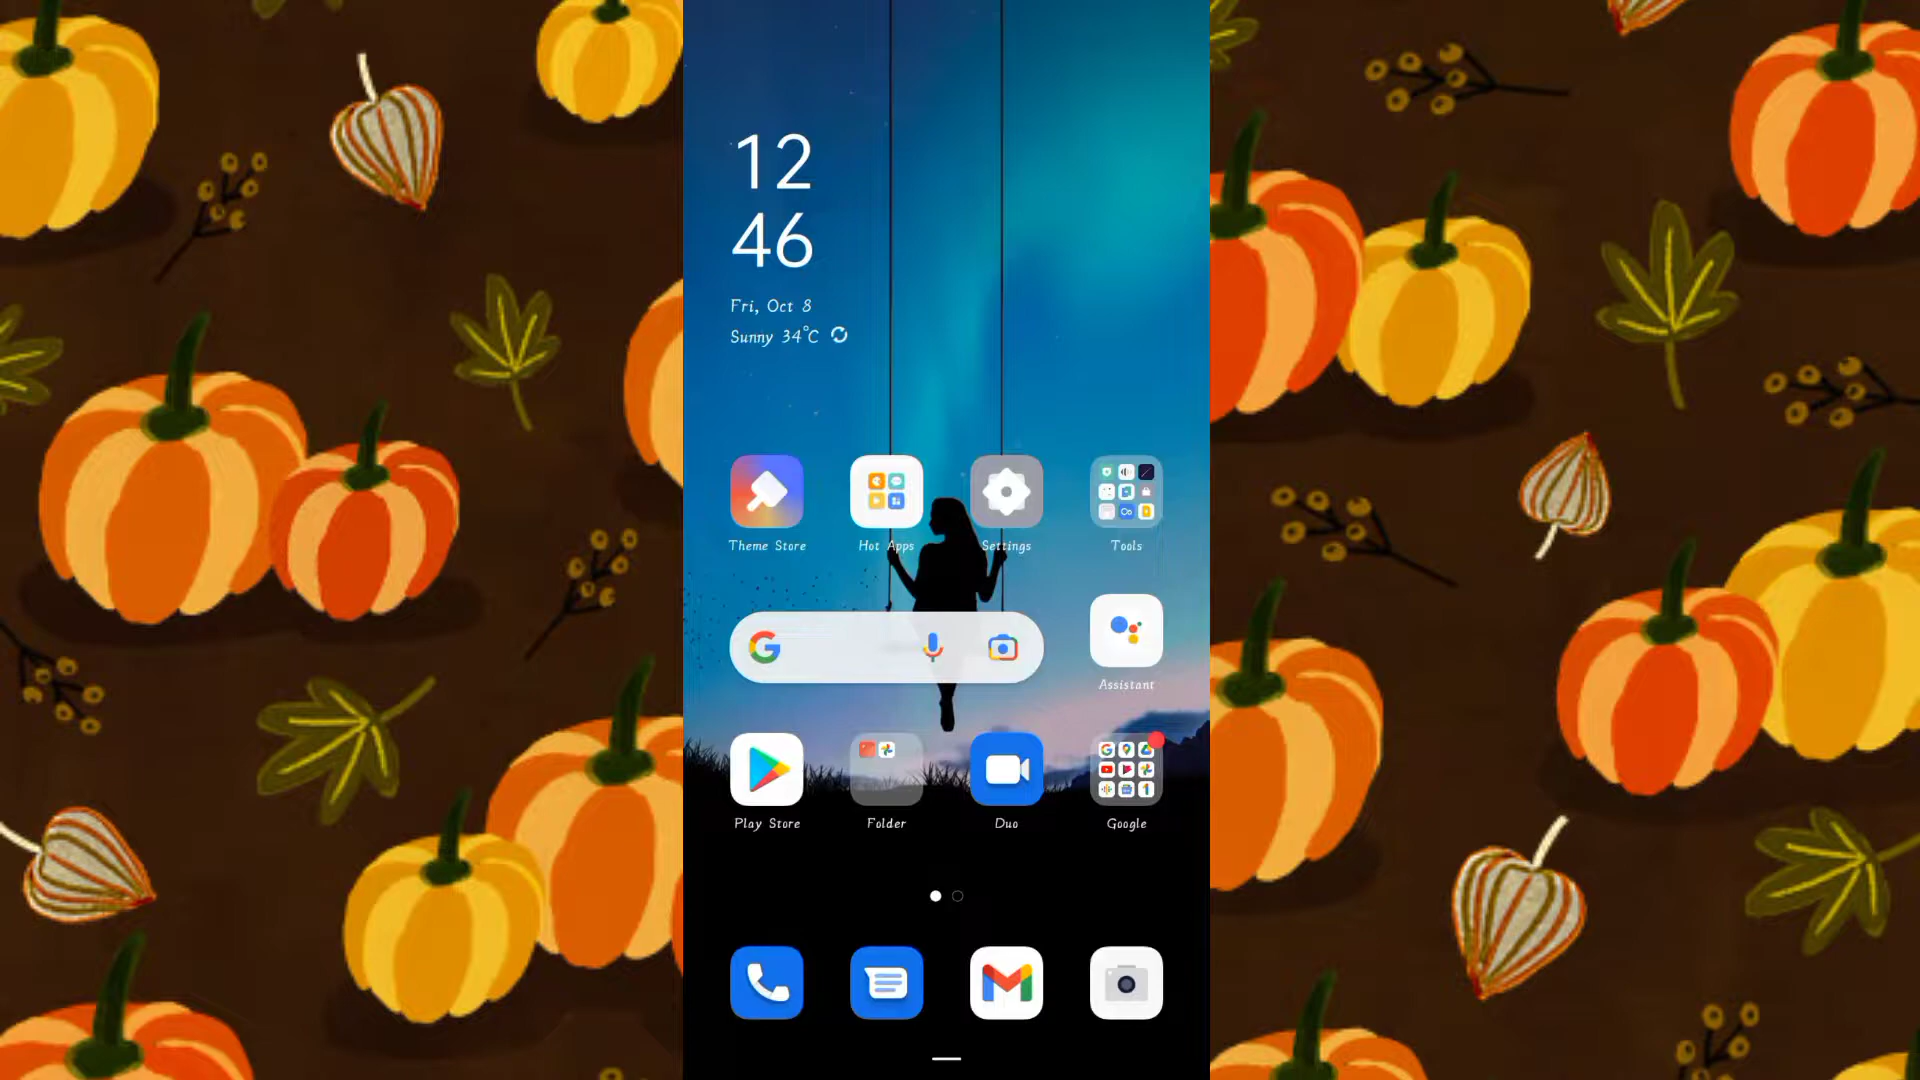 12
46
Fri, Oct 8
Sunny 34°C
Theme Store
Hot Apps
Settings
Tools
Assistant
Play Store
Folder
Duo
Google